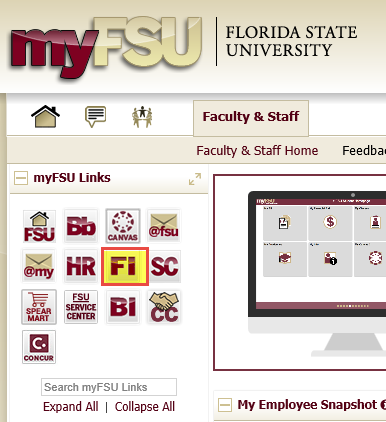 myFSU
FLORIDA STATE
UNIVERSITY
Faculty & Staff
Faculty & Staff Home
Feedba
myFSU Links
FSU
Bb
CANVAS
@fsu
@my
HR
FI
SC
SPEAR
MART
FSU
SERVICE
CENTER
BI
CC
C.
CONCUR
Search myFSU Links
Expand All | Collapse All
My Employee Snapshot